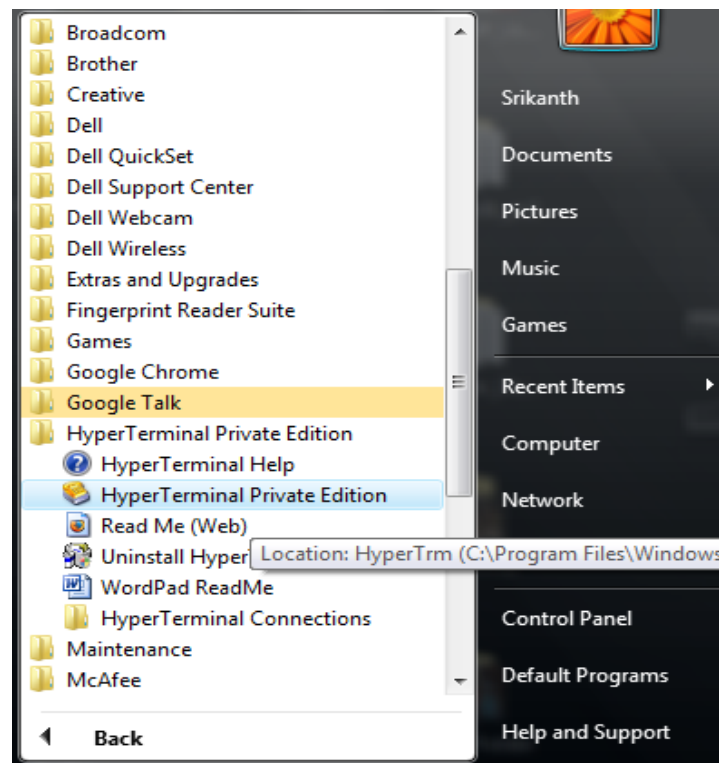 Broadcom
Brother
Creative
Dell
Dell QuickSet
Dell Support Center
Dell Webcam
Dell Wireless
Extras and Upgrades
Fingerprint Reader Suite
Games
Google Chrome
Google Talk
HyperTerminal Private Edition
HyperTerminal Help
HyperTerminal Private Edition
Read Me (Web)
Uninstall Hyper
Location: HyperTrm (C:\Program Files\Windows
WordPad ReadMe
HyperTerminal Connections
Maintenance
McAfee
Back
Srikanth
Documents
Pictures
Music
Games
Recent Items
Computer
Network
Control Panel
Default Programs
Help and Support